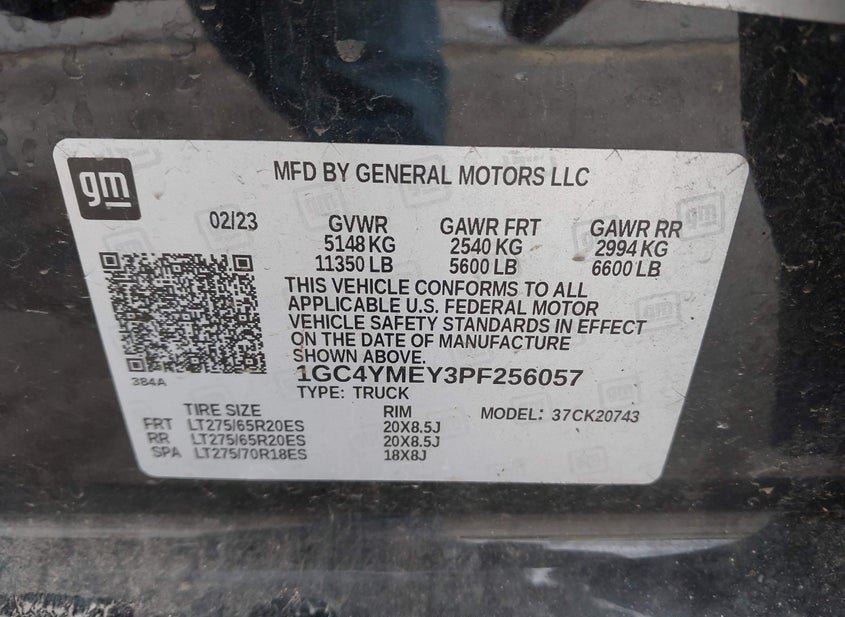 gm
MFD BY GENERAL MOTORS LLC
02/23 GVWR GAWR FRT GAWR RR
5148 KG 2540 KG 2994 KG
11350 LB 5600 LB 6600 LB
THIS VEHICLE CONFORMS TO ALL
APPLICABLE U.S. FEDERAL MOTOR
VEHICLE SAFETY STANDARDS IN EFFECT
ON THE DATE OF MANUFACTURE
SHOWN ABOVE.
384A
1GC4YMEY3PF256057
TYPE: TRUCK
TIRE SIZE RIM MODEL: 37CK20743
FRT LT275/65R20ES 20X8.5J
RR LT275/65R20ES 20X8.5J
SPA LT275/70R18ES 18X8J